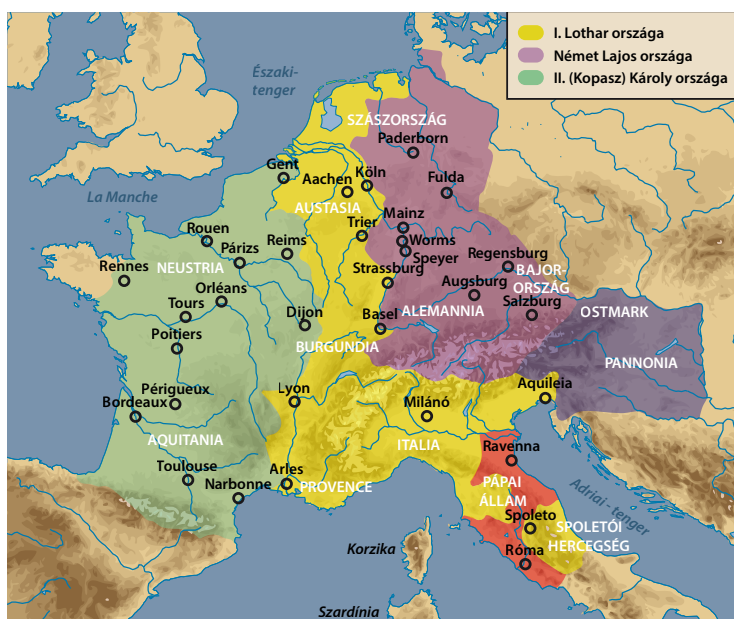 I. Lothar országa
Német Lajos országa
II. (Kopasz) Károly országa
Északi-
tenger
SZÁSZORSZÁG
Paderborn
Gent
Aachen
Köln
Fulda
La Manche
AUSTASIA
Trier
Mainz
Rouen
Párizs
Reims
Worms
Speyer
Regensburg
Rennes
NEUSTRIA
Strassburg
BAJOR-
ORSZÁG
Orléans
Augsburg
Tours
Dijon
Basel
ALEMANNIA
Salzburg
OSTMARK
Poitiers
BURGUNDIA
PANNONIA
Périgueux
Lyon
Milánó
Aquileia
Bordeaux
AQUITANIA
ITALIA
Ravenna
Toulouse
Narbonne
Arles
PROVENCE
PÁPAI
ÁLLAM
Adriai - tenger
Spoleto
SPOLETÓI
HERCEGSÉG
Korzika
Róma
Szardínia